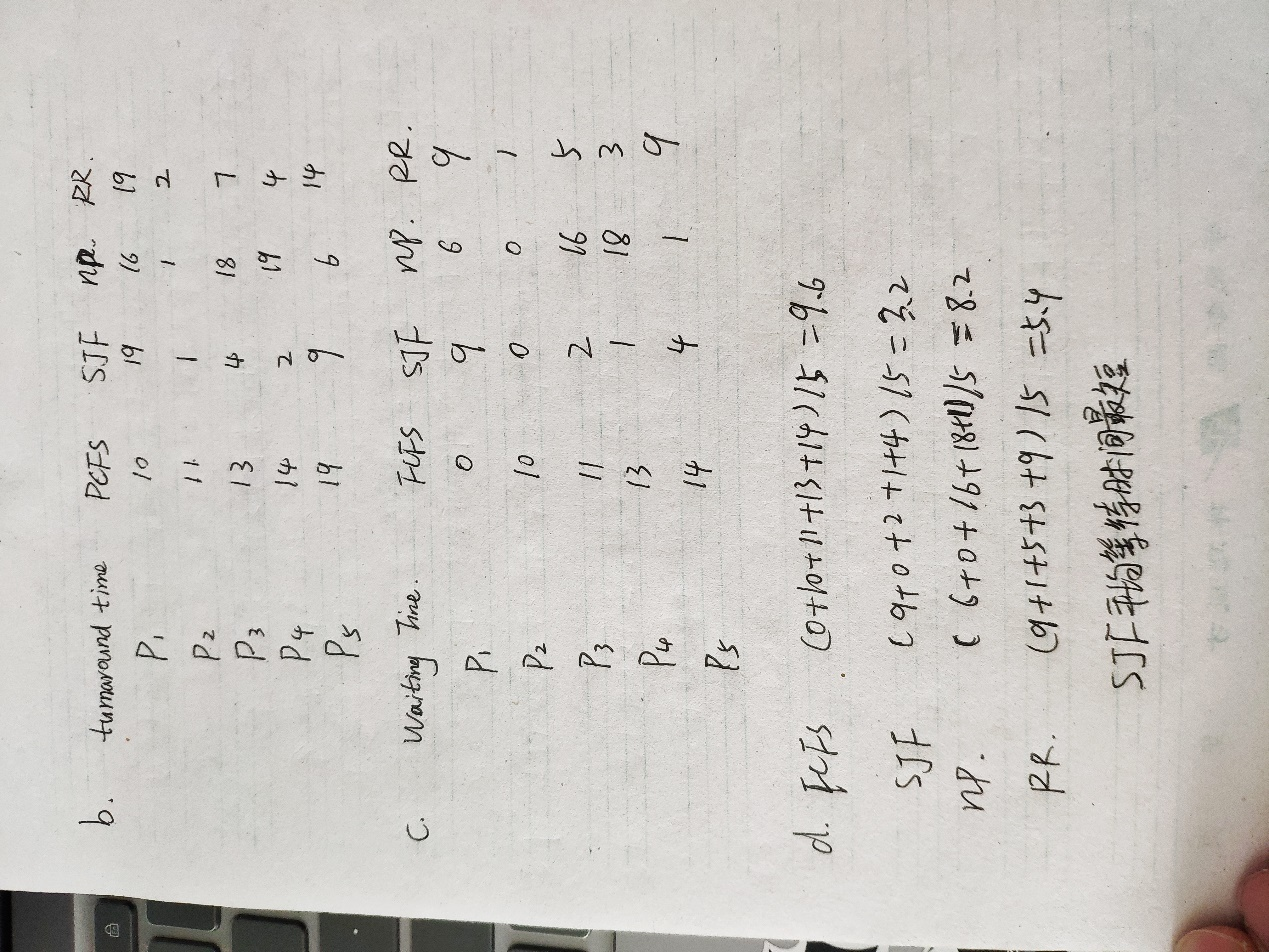 b. turnaround time PCFS SJF np. RR.
P1 10 19 16 19
P2 11 1 1 2
P3 13 4 18 7
P4 14 2 19 4
P5 19 9 6 14
c. Waiting Time. FCFS SJF NP. RR.
P1 0 9 6 9
P2 10 0 0 1
P3 11 2 16 5
P4 13 1 18 3
P5 14 4 1 9
d. FCFS (0+10+11+13+14)/5=9.6
SJF (9+0+2+1+4)/5=3.2
NP. (6+0+16+18+1)/5=8.2
RR. (9+1+5+3+9)/5=5.4
SJF平均等待时间最短